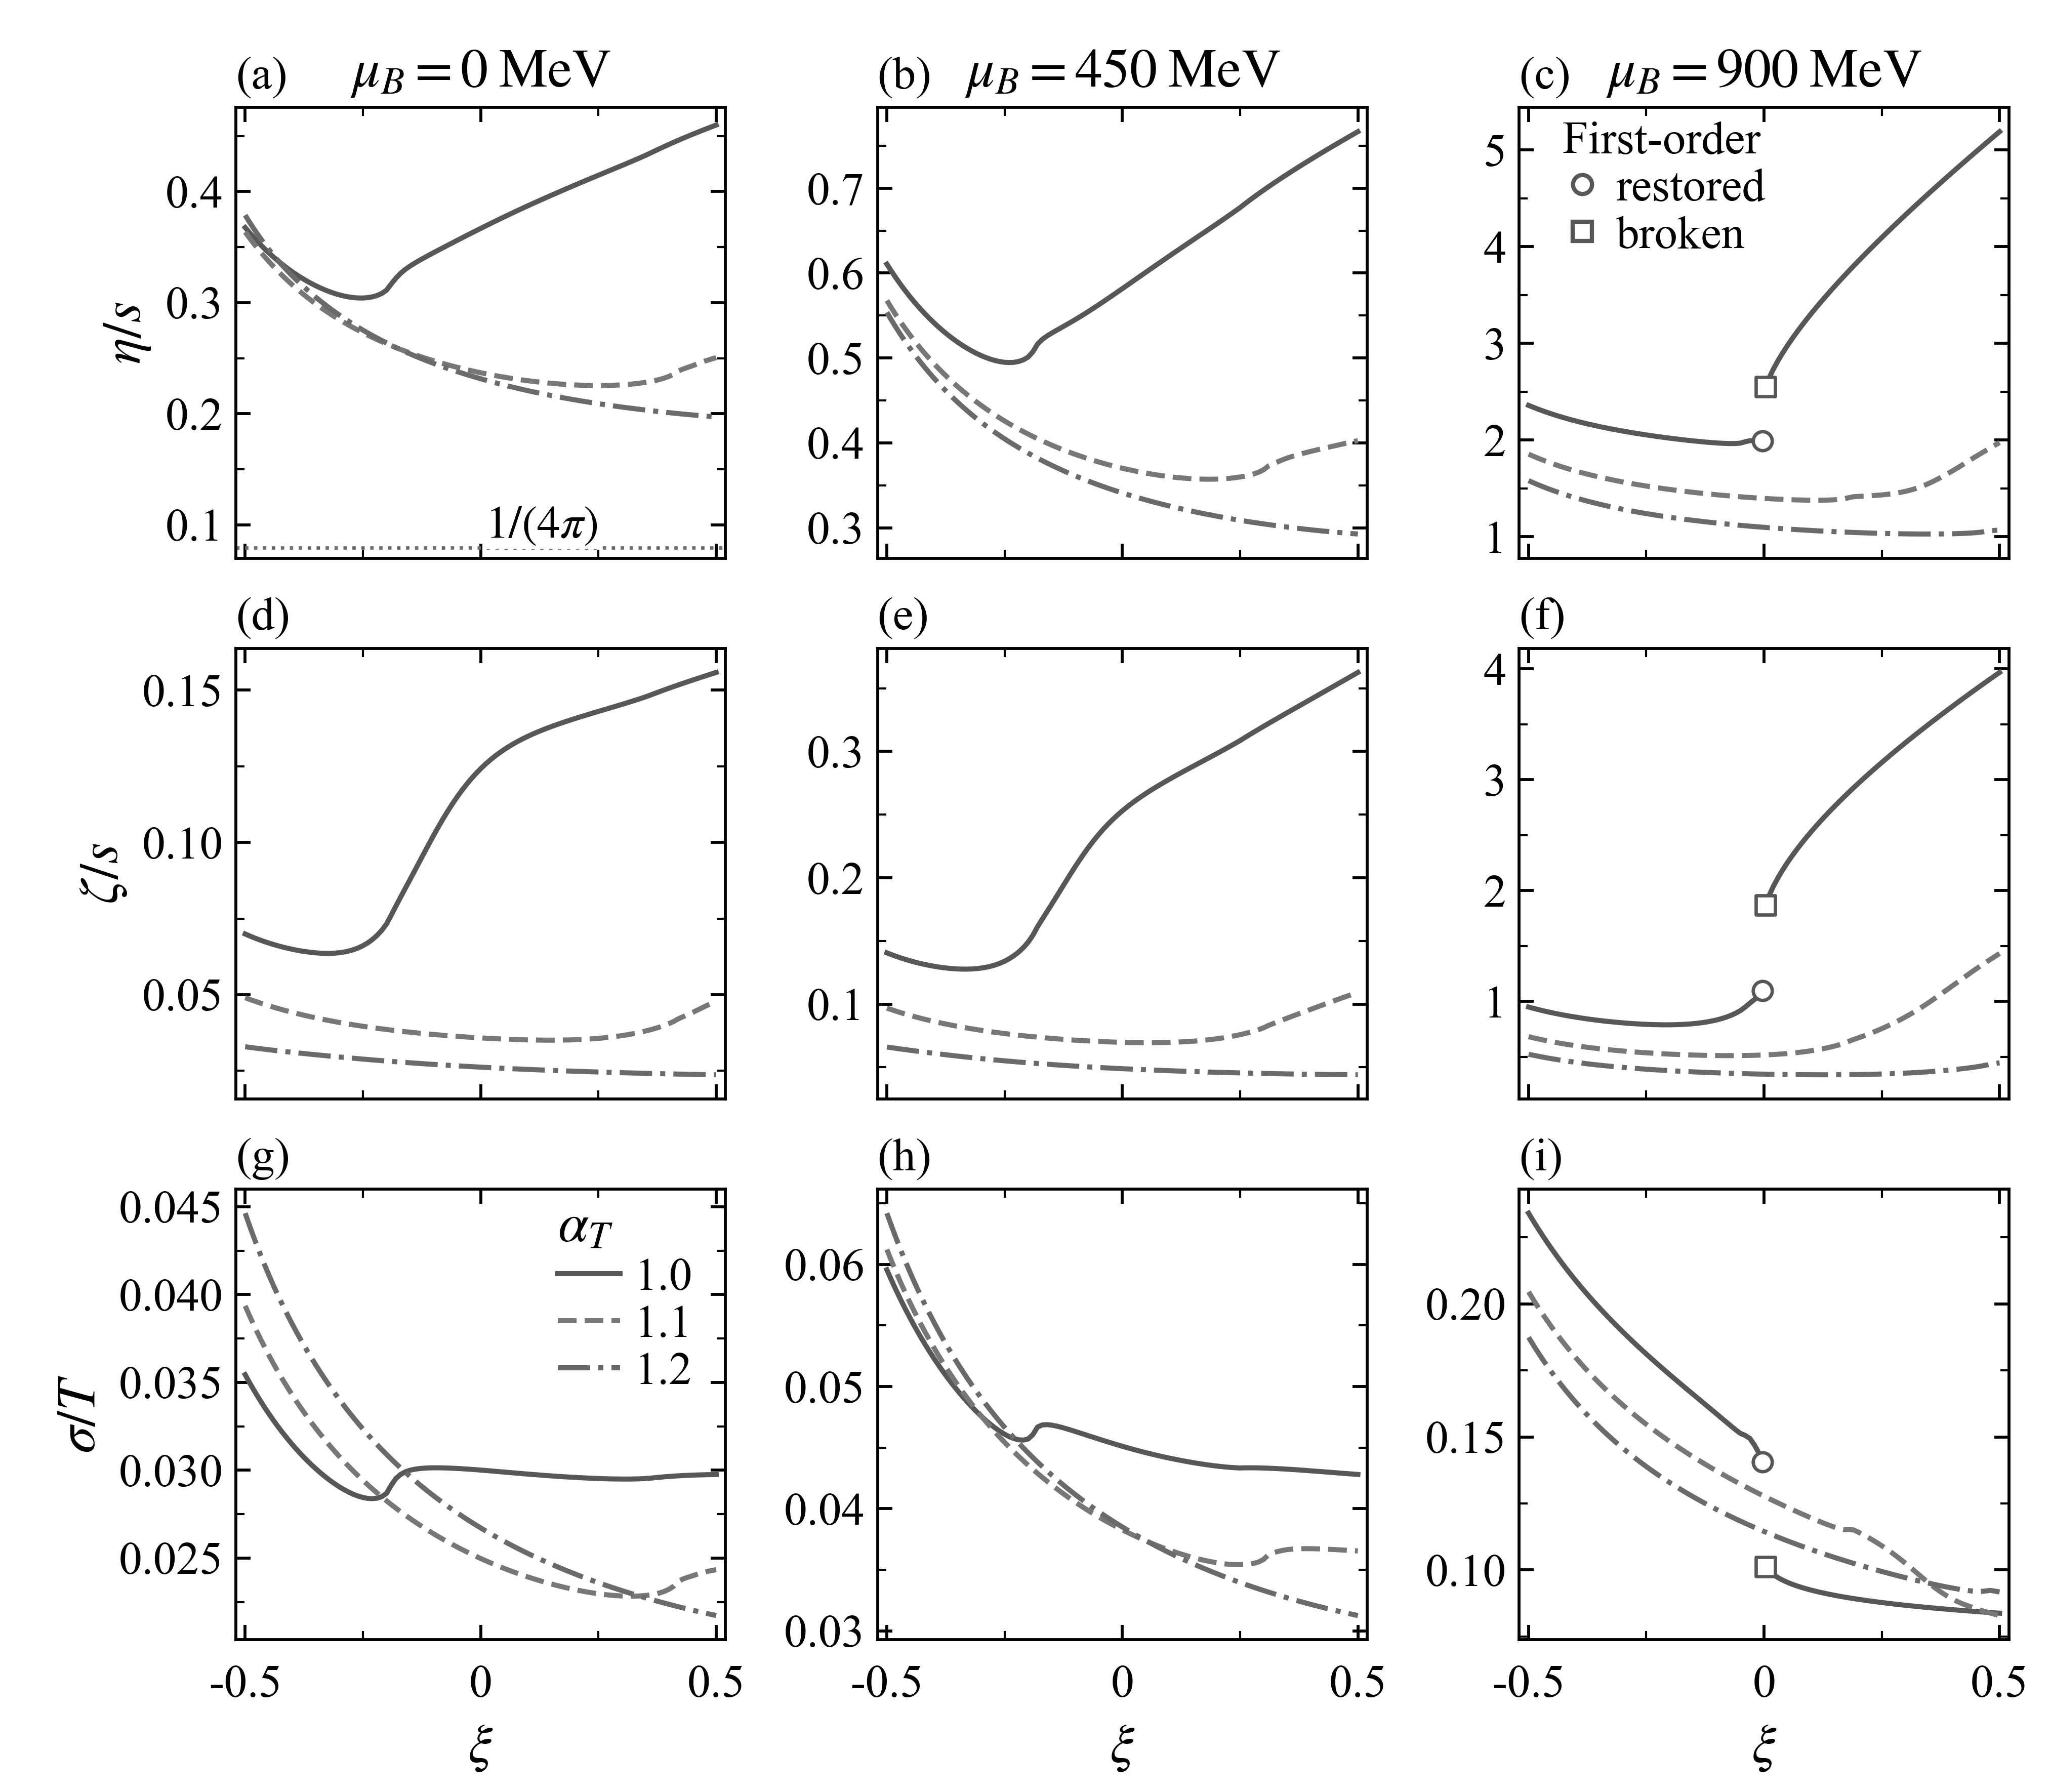 (a) μ_B = 0 MeV
(b) μ_B = 450 MeV
(c) μ_B = 900 MeV
η/s
0.4
0.3
0.2
0.1
1/(4π)
0.7
0.6
0.5
0.4
0.3
First-order
restored
broken
5
4
3
2
1
(d)
(e)
(f)
ζ/s
0.15
0.10
0.05
0.3
0.2
0.1
4
3
2
1
(g)
(h)
(i)
σ/T
0.045
0.040
0.035
0.030
0.025
α_T
1.0
1.1
1.2
0.06
0.05
0.04
0.03
0.20
0.15
0.10
-0.5 0 0.5
-0.5 0 0.5
-0.5 0 0.5
ξ
ξ
ξ